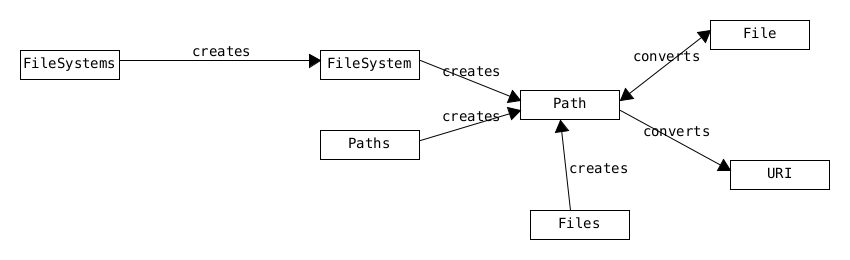 File
creates
converts
FileSystems
FileSystem
creates
Path
creates
converts
Paths
creates
URI
Files